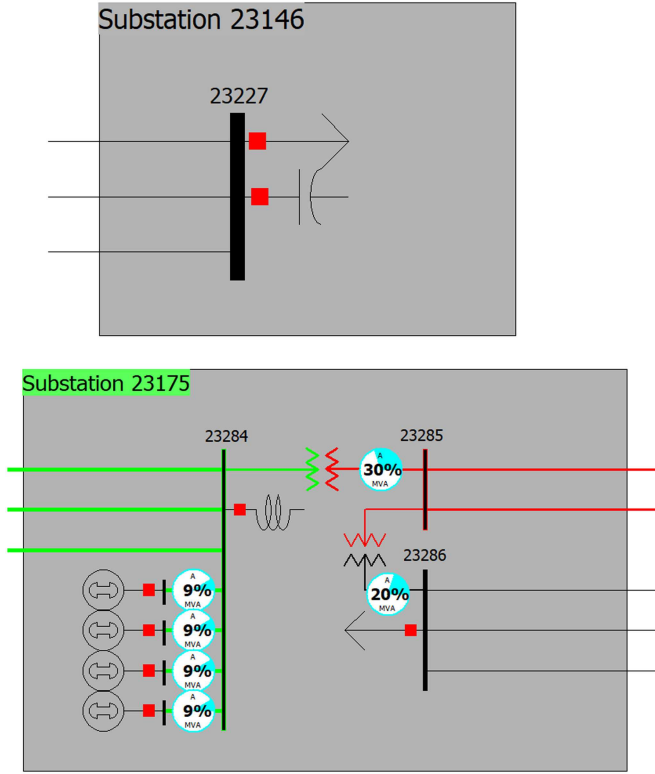 Substation 23146
23227
Substation 23175
23284
23285
A
30%
MVA
23286
A
20%
MVA
A
9%
MVA
A
9%
MVA
A
9%
MVA
A
9%
MVA